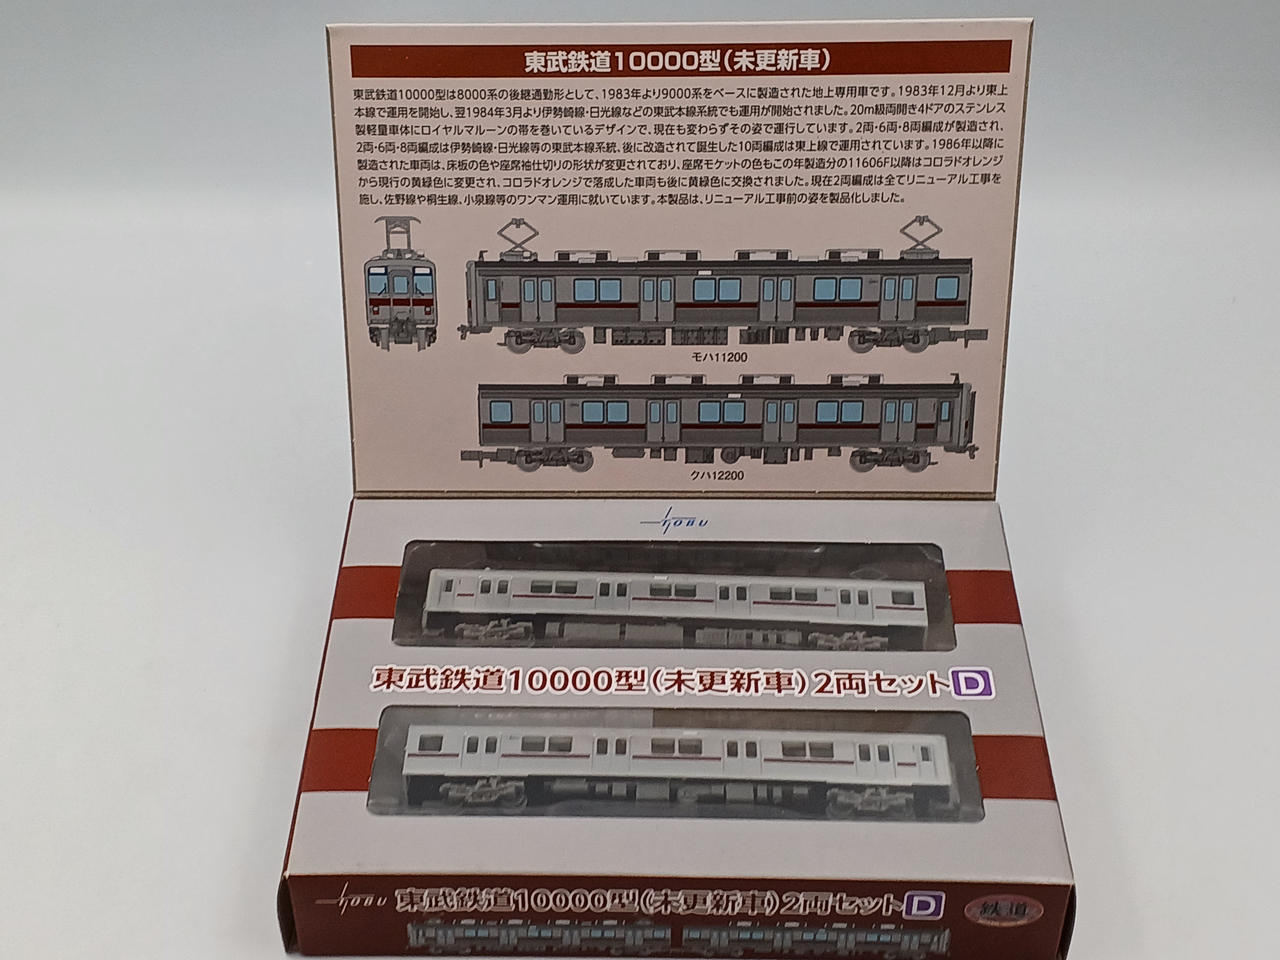 東武鉄道10000型(未更新車)
東武鉄道10000型は8000系の後継通勤形として、1983年より9000系をベースに製造された地上専用車です。1983年12月より東上
本線で運用を開始し、翌1984年3月より伊勢崎線・日光線などの東武本線系統でも運用が開始されました。20m級両開き4ドアのステンレス
製軽量車体にロイヤルマルーンの帯を巻いているデザインで、現在も変わらずその姿で運行しています。2両・6両・8両編成が製造され、
2両・6両・8両編成は伊勢崎線・日光線等の東武本線系統、後に改造されて誕生した10両編成は東上線で運用されています。1986年以降に
製造された車両は、床板の色や座席袖仕切りの形状が変更されており、座席モケットの色もこの年製造分の11606F以降はコロラドオレンジ
から現行の黄緑色に変更され、コロラドオレンジで落成した車両も後に黄緑色に交換されました。現在2両編成は全てリニューアル工事を
施し、佐野線や桐生線、小泉線等のワンマン運用に就いています。本製品は、リニューアル工事前の姿を製品化しました。
モハ11200
クハ12200
TOBU
東武鉄道10000型(未更新車)2両セットD
TOBU 東武鉄道10000型(未更新車)2両セットD 鉄道